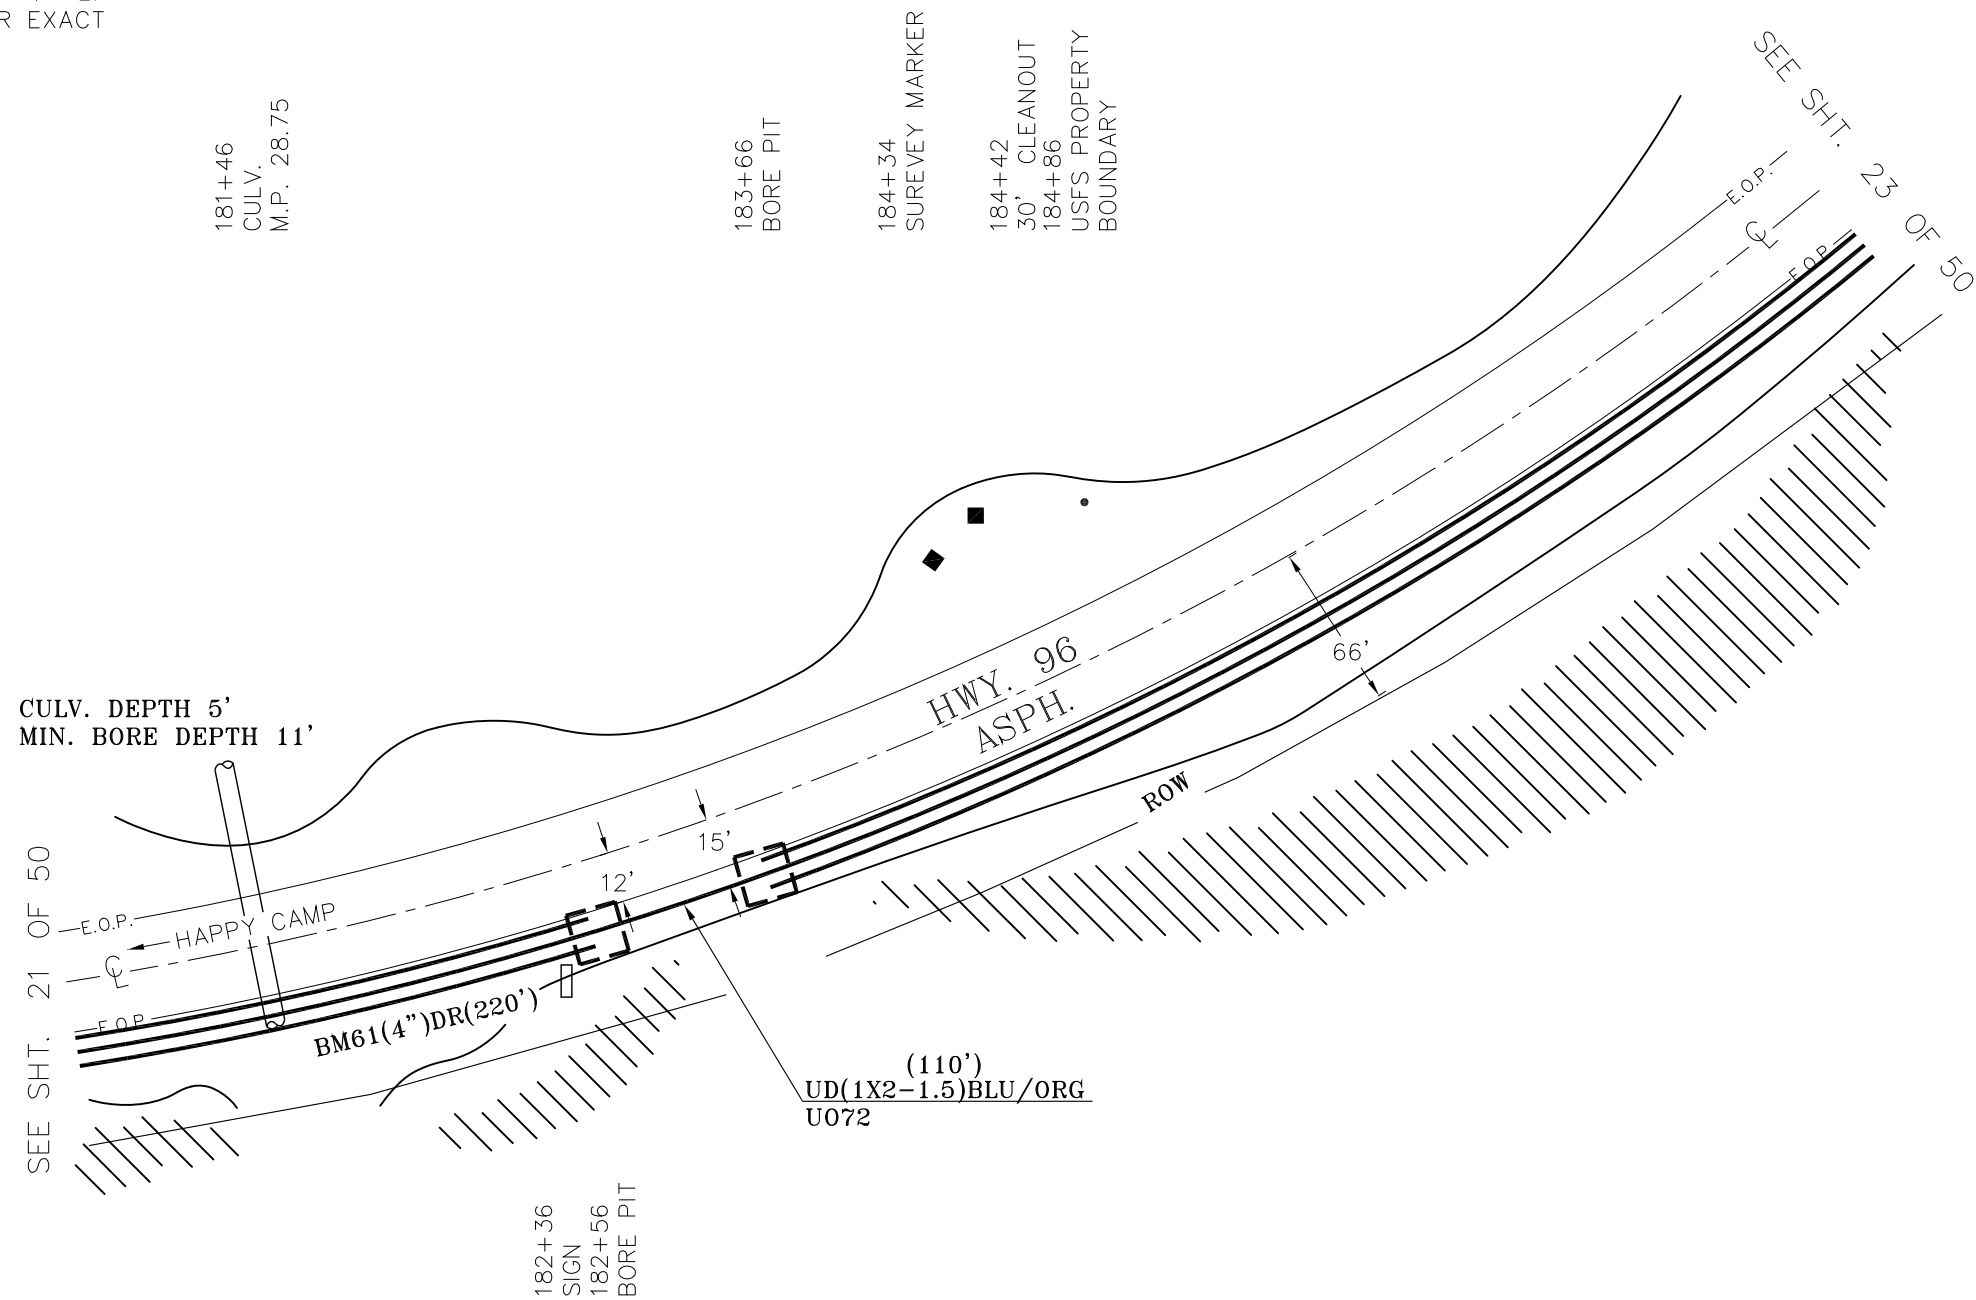 R EXACT
181+46
CULV.
M.P. 28.75
183+66
BORE PIT
184+34
SUREVEY MARKER
184+42
30' CLEANOUT
184+86
USFS PROPERTY
BOUNDARY
SEE SHT. 23 OF 50
E.O.P.
E.O.P.
66'
HWY. 96
ASPH.
ROW
CULV. DEPTH 5'
MIN. BORE DEPTH 11'
15'
12'
E.O.P.
HAPPY CAMP
E.O.P.
SEE SHT. 21 OF 50
BM61(4")DR(220')
(110')
UD(1X2-1.5)BLU/ORG
UO72
182+36
SIGN
182+56
BORE PIT